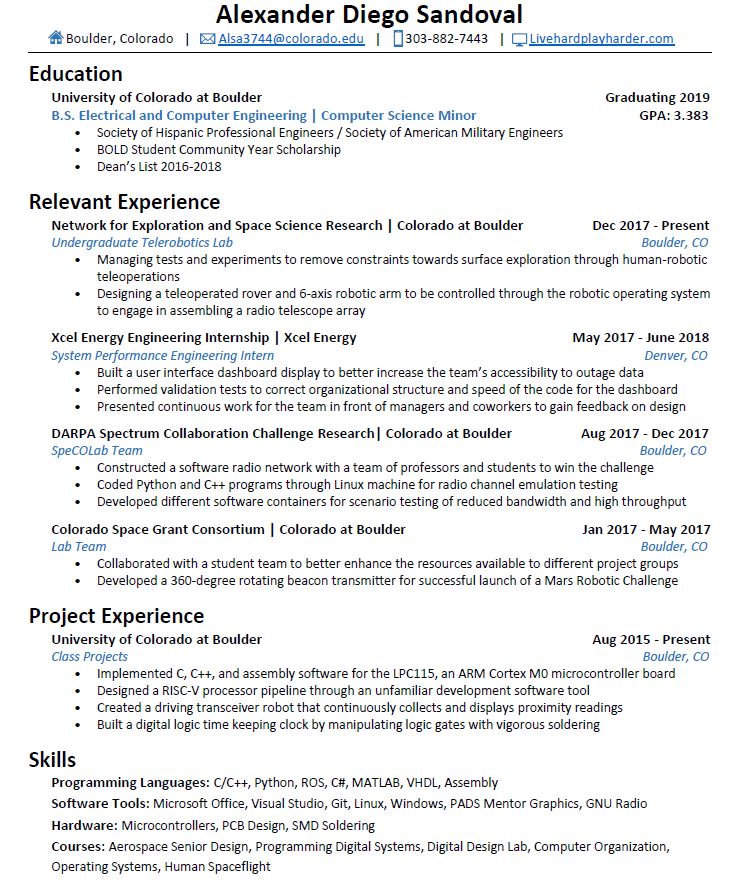 Alexander Diego Sandoval
Boulder, Colorado | Alsa3744@colorado.edu | 303-882-7443 | Livehardplayharder.com
Education
University of Colorado at Boulder Graduating 2019
B.S. Electrical and Computer Engineering | Computer Science Minor GPA: 3.383
• Society of Hispanic Professional Engineers / Society of American Military Engineers
• BOLD Student Community Year Scholarship
• Dean's List 2016-2018
Relevant Experience
Network for Exploration and Space Science Research | Colorado at Boulder Dec 2017 - Present
Undergraduate Telerobotics Lab Boulder, CO
• Managing tests and experiments to remove constraints towards surface exploration through human-robotic
teleoperations
• Designing a teleoperated rover and 6-axis robotic arm to be controlled through the robotic operating system
to engage in assembling a radio telescope array
Xcel Energy Engineering Internship | Xcel Energy May 2017 - June 2018
System Performance Engineering Intern Denver, CO
• Built a user interface dashboard display to better increase the team's accessibility to outage data
• Performed validation tests to correct organizational structure and speed of the code for the dashboard
• Presented continuous work for the team in front of managers and coworkers to gain feedback on design
DARPA Spectrum Collaboration Challenge Research| Colorado at Boulder Aug 2017 - Dec 2017
SpeCOLab Team Boulder, CO
• Constructed a software radio network with a team of professors and students to win the challenge
• Coded Python and C++ programs through Linux machine for radio channel emulation testing
• Developed different software containers for scenario testing of reduced bandwidth and high throughput
Colorado Space Grant Consortium | Colorado at Boulder Jan 2017 - May 2017
Lab Team Boulder, CO
• Collaborated with a student team to better enhance the resources available to different project groups
• Developed a 360-degree rotating beacon transmitter for successful launch of a Mars Robotic Challenge
Project Experience
University of Colorado at Boulder Aug 2015 - Present
Class Projects Boulder, CO
• Implemented C, C++, and assembly software for the LPC115, an ARM Cortex M0 microcontroller board
• Designed a RISC-V processor pipeline through an unfamiliar development software tool
• Created a driving transceiver robot that continuously collects and displays proximity readings
• Built a digital logic time keeping clock by manipulating logic gates with vigorous soldering
Skills
Programming Languages: C/C++, Python, ROS, C#, MATLAB, VHDL, Assembly
Software Tools: Microsoft Office, Visual Studio, Git, Linux, Windows, PADS Mentor Graphics, GNU Radio
Hardware: Microcontrollers, PCB Design, SMD Soldering
Courses: Aerospace Senior Design, Programming Digital Systems, Digital Design Lab, Computer Organization,
Operating Systems, Human Spaceflight